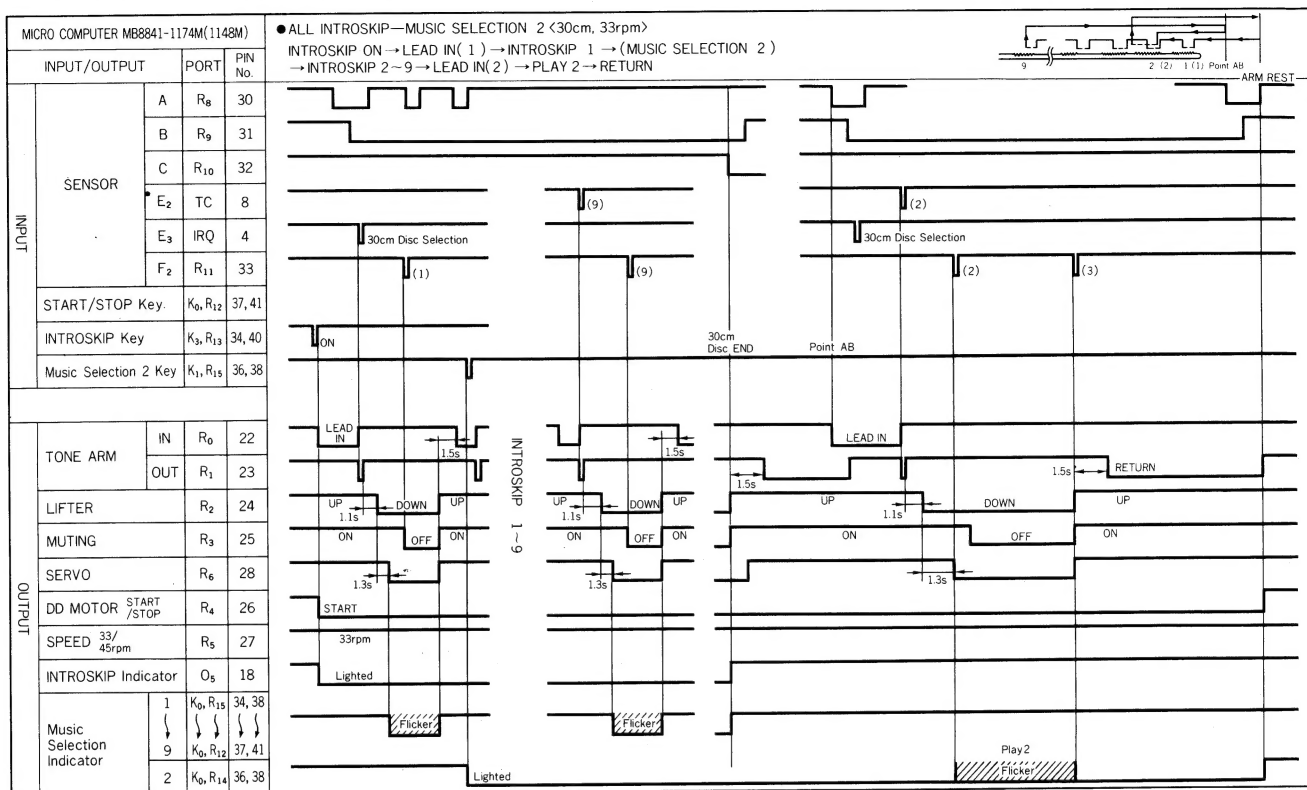 MICRO COMPUTER MB8841-1174M(1148M)
●ALL INTROSKIP—MUSIC SELECTION 2 <30cm, 33rpm>
INTROSKIP ON→LEAD IN(1)→INTROSKIP 1→(MUSIC SELECTION 2)
→INTROSKIP 2~9→LEAD IN(2)→PLAY 2→RETURN
9 2 (2) 1 (1) Point AB
ARM REST
INPUT/OUTPUT PORT PIN No.
INPUT
SENSOR
A R₈ 30
B R₉ 31
C R₁₀ 32
E₂ TC 8
(9) (2)
E₃ IRQ 4
30cm Disc Selection 30cm Disc Selection
F₂ R₁₁ 33
(1) (9) (2) (3)
START/STOP Key. K₀, R₁₂ 37, 41
INTROSKIP Key K₃, R₁₃ 34, 40
ON
30cm Disc END Point AB
Music Selection 2 Key K₁, R₁₅ 36, 38
OUTPUT
TONE ARM
IN R₀ 22
LEAD IN 1.5s 1.5s LEAD IN
OUT R₁ 23
1.5s 1.5s RETURN
INTROSKIP 1~9
LIFTER R₂ 24
UP 1.1s DOWN UP UP 1.1s DOWN UP UP 1.1s DOWN UP
MUTING R₃ 25
ON OFF ON ON OFF ON ON OFF ON
SERVO R₆ 28
1.3s 1.3s 1.3s
DD MOTOR START/STOP R₄ 26
START
SPEED 33/45rpm R₅ 27
33rpm
INTROSKIP Indicator O₅ 18
Lighted
Music Selection Indicator
1 K₀, R₁₅ 34, 38
Flicker Flicker
9 K₀, R₁₂ 37, 41
Play2
2 K₀, R₁₄ 36, 38
Lighted Flicker